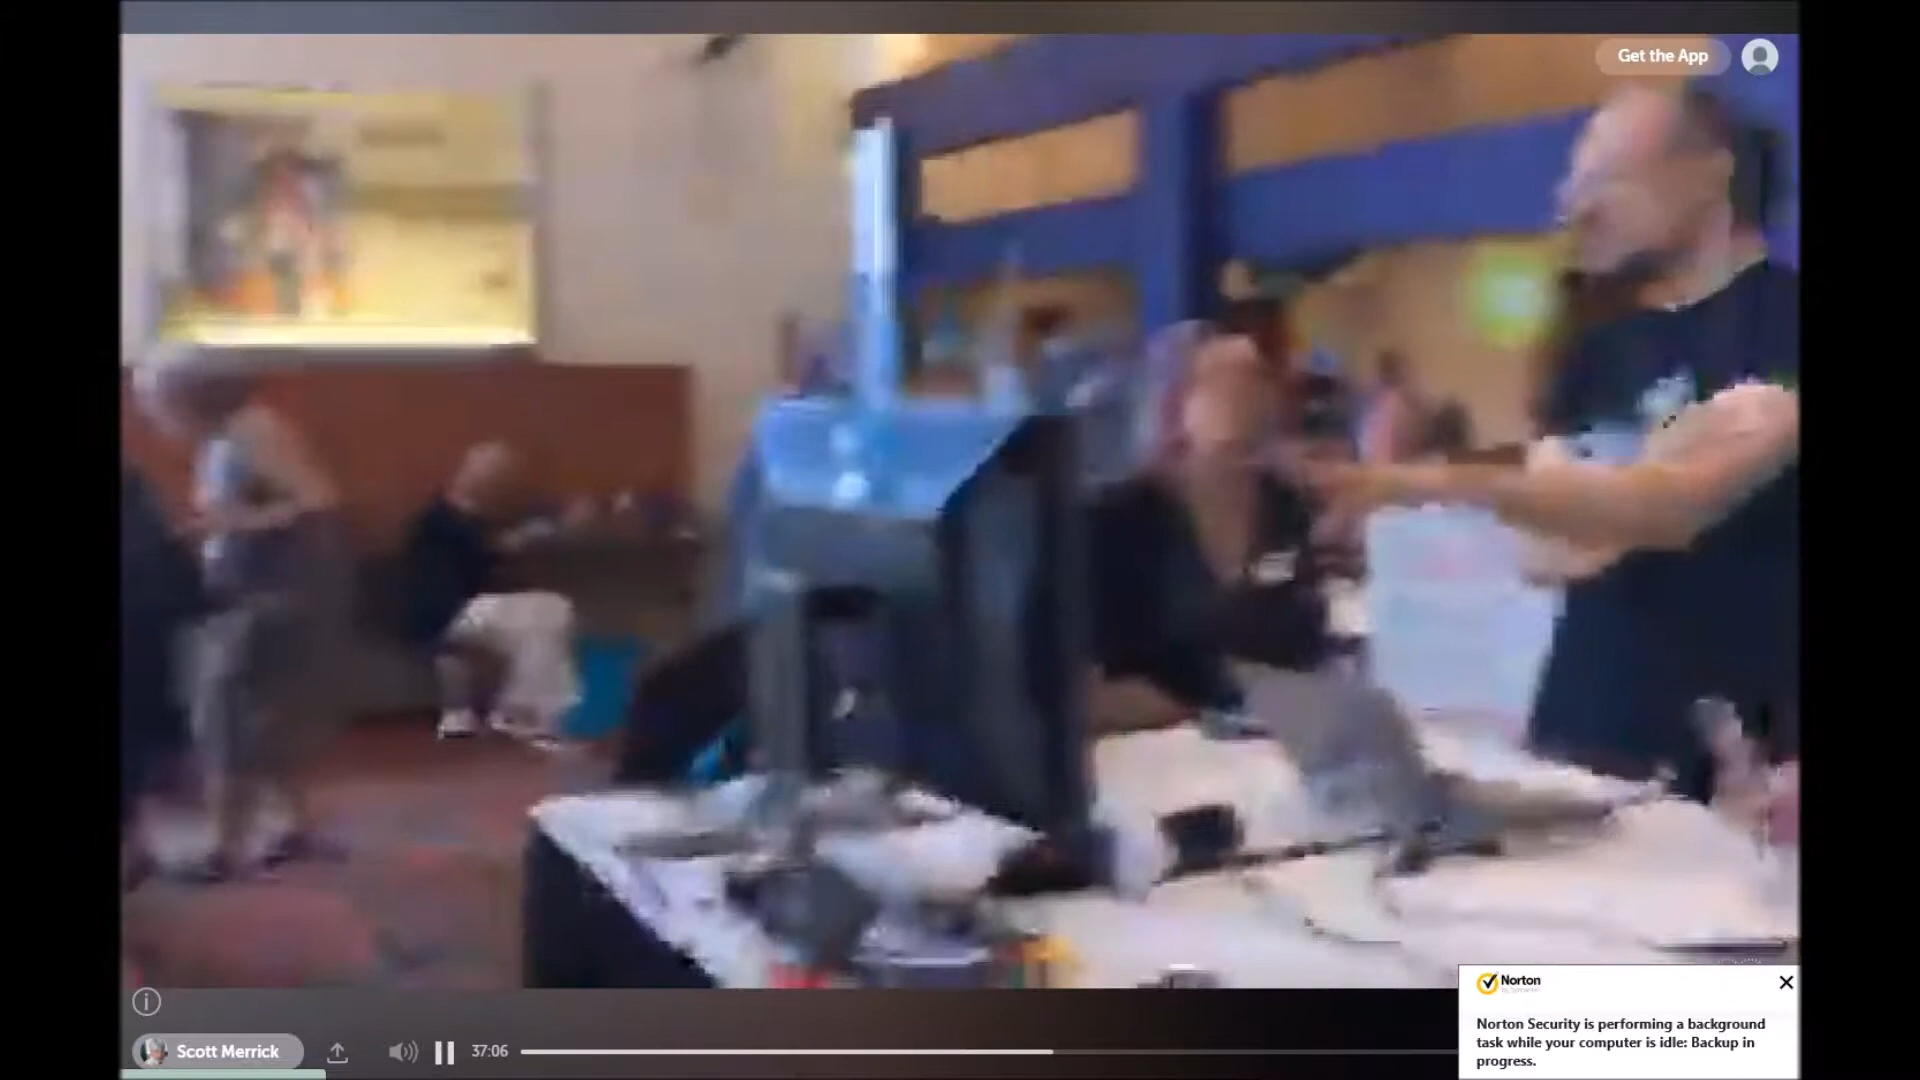 Get the App
Norton
Norton Security is performing a background
task while your computer is idle: Backup in
progress.
Scott Merrick
37:06